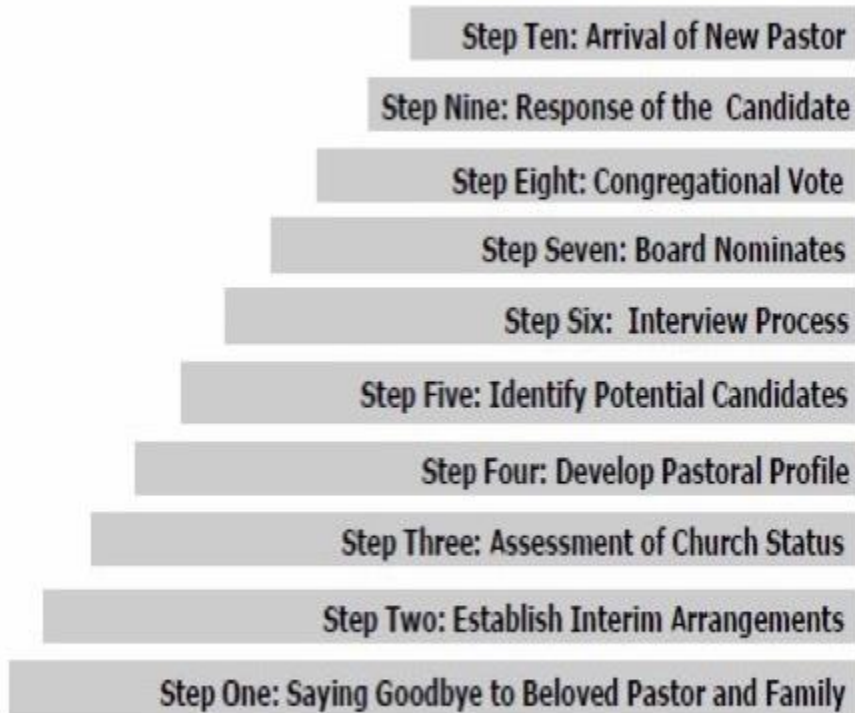 Step Ten: Arrival of New Pastor
Step Nine: Response of the Candidate
Step Eight: Congregational Vote
Step Seven: Board Nominates
Step Six: Interview Process
Step Five: Identify Potential Candidates
Step Four: Develop Pastoral Profile
Step Three: Assessment of Church Status
Step Two: Establish Interim Arrangements
Step One: Saying Goodbye to Beloved Pastor and Family